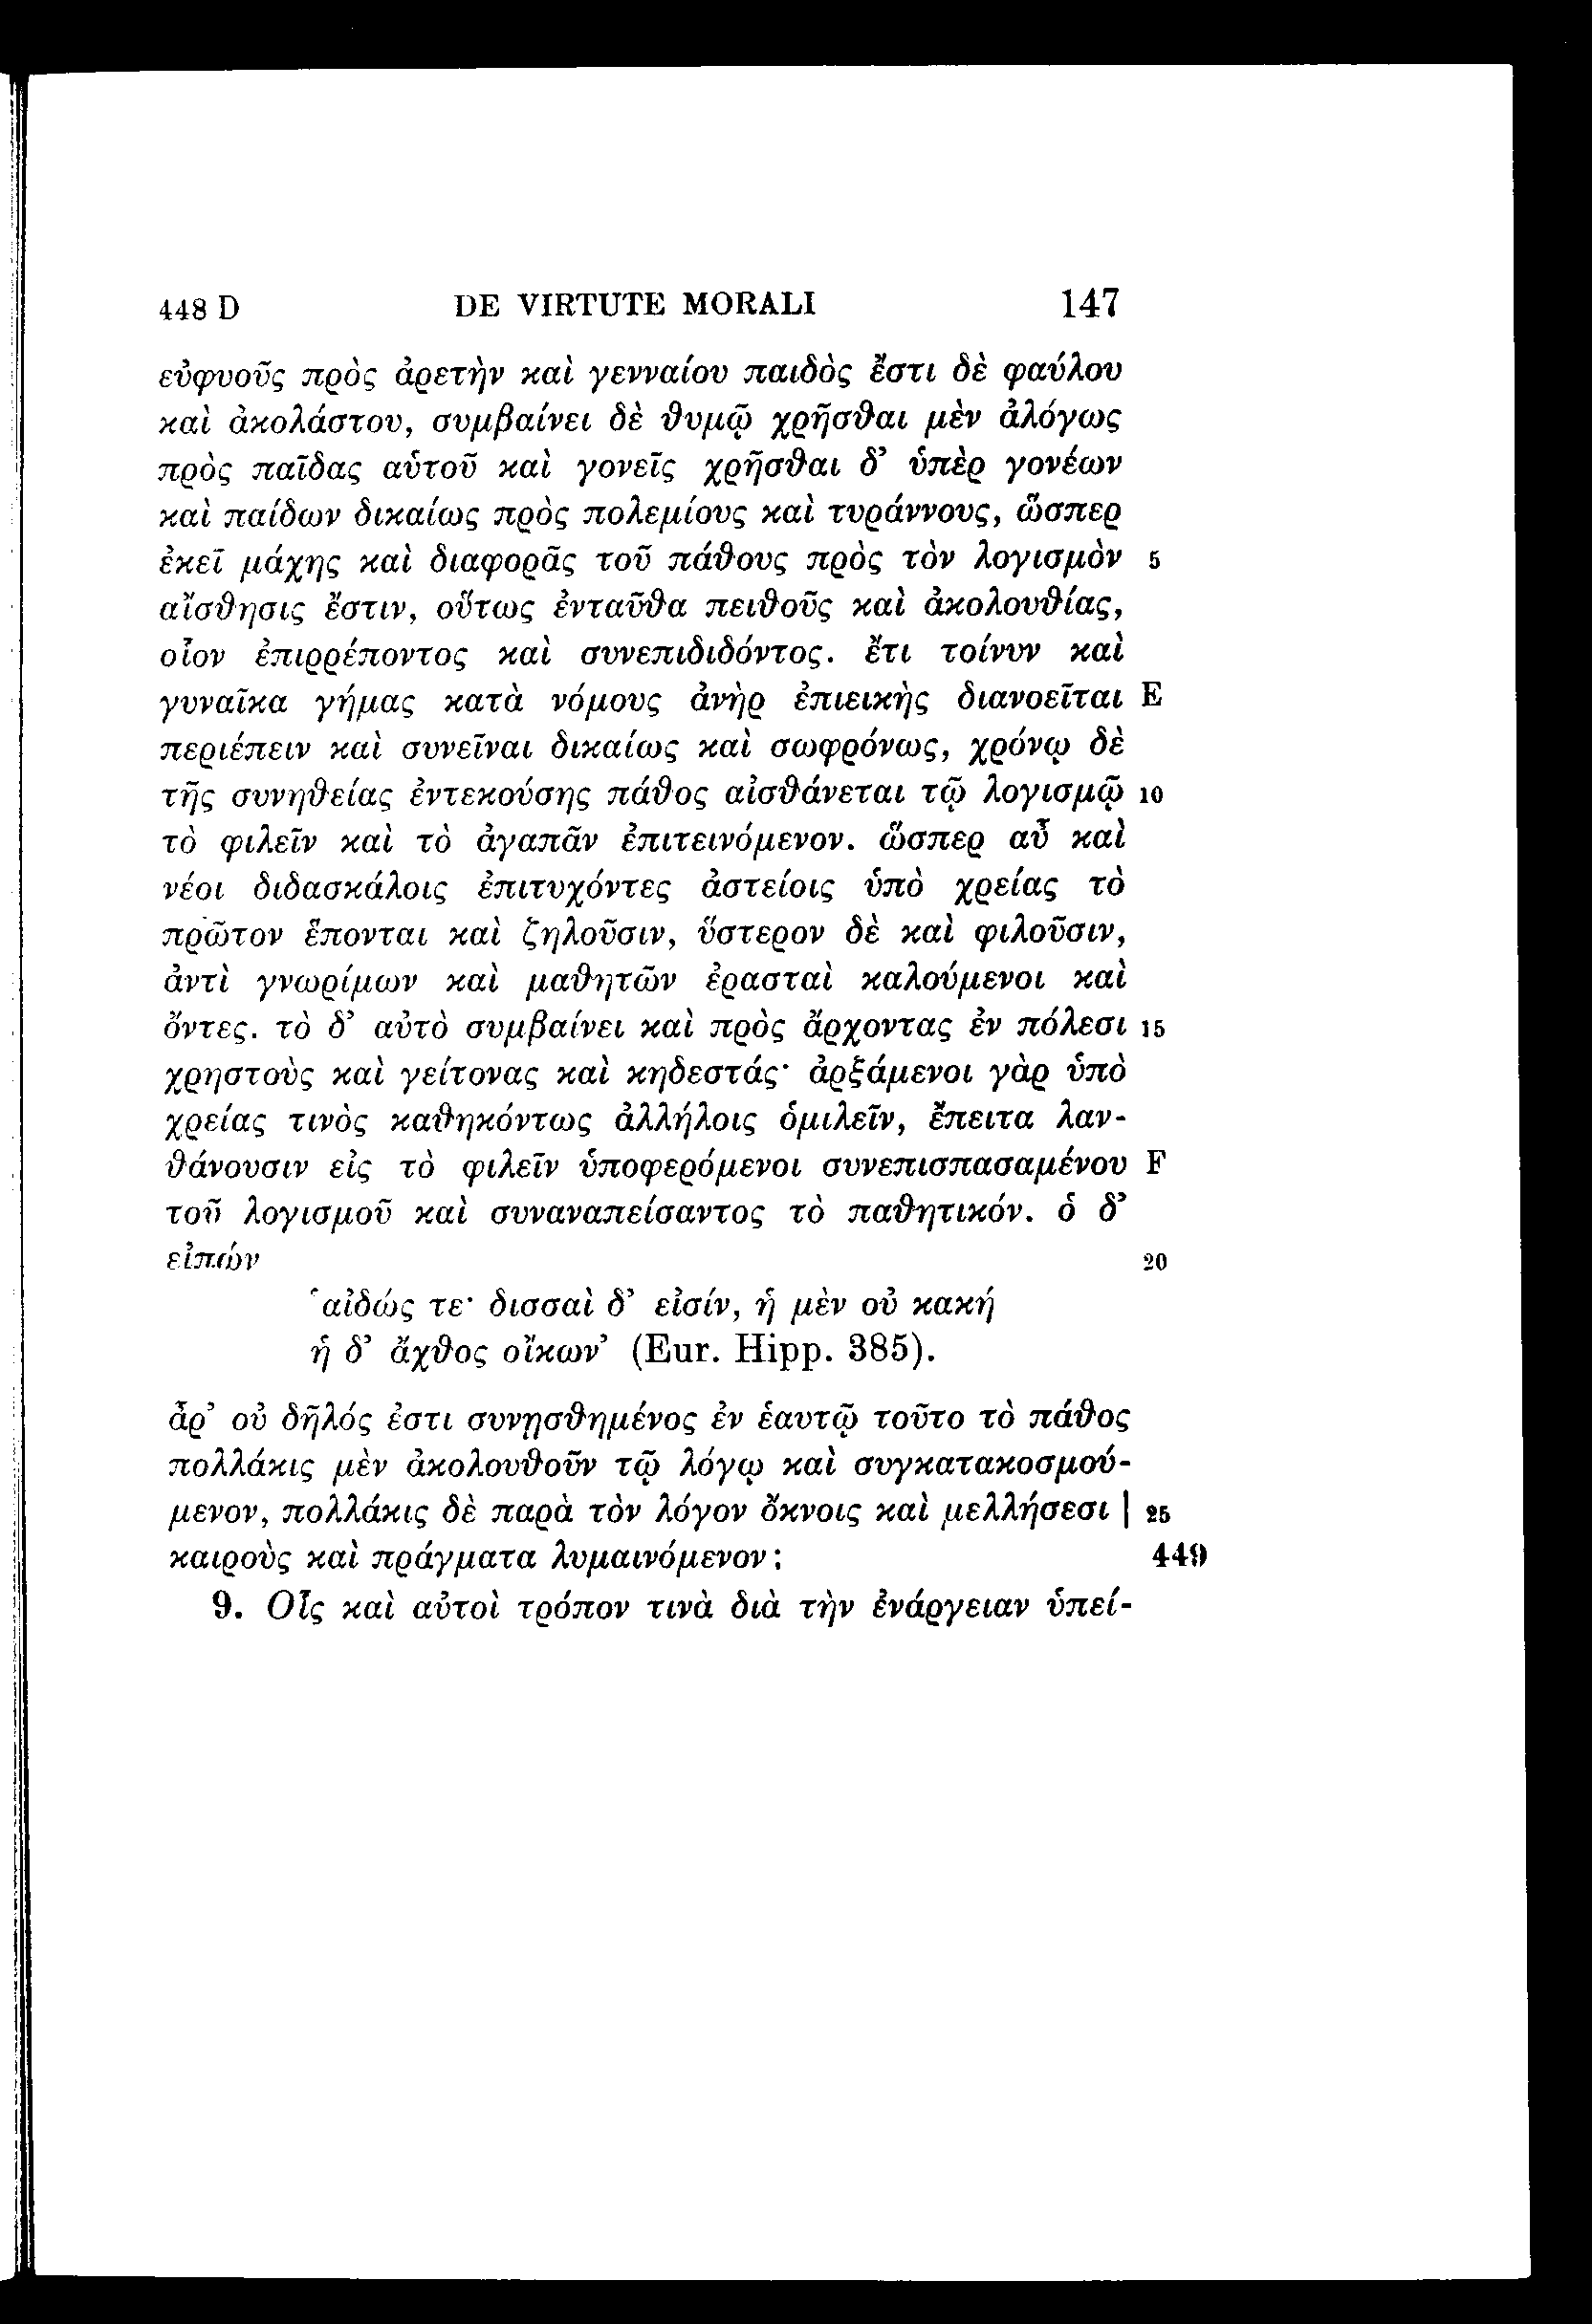 448 D DE VIRTUTE MORALI 147
εὐφυοῦς πρὸς ἀρετὴν καὶ γενναίου παιδὸς ἔστι δὲ φαύλου
καὶ ἀκολάστου, συμβαίνει δὲ θυμῷ χρῆσθαι μὲν ἀλόγως
πρὸς παῖδας αὑτοῦ καὶ γονεῖς χρῆσθαι δ’ ὑπὲρ γονέων
καὶ παίδων δικαίως πρὸς πολεμίους καὶ τυράννους, ὥσπερ
ἐκεῖ μάχης καὶ διαφορᾶς τοῦ πάθους πρὸς τὸν λογισμὸν 5
αἴσθησις ἔστιν, οὕτως ἐνταῦθα πειθοῦς καὶ ἀκολουθίας,
οἷον ἐπιρρέποντος καὶ συνεπιδιδόντος. ἔτι τοίνυν καὶ
γυναῖκα γήμας κατὰ νόμους ἀνὴρ ἐπιεικὴς διανοεῖται E
περιέπειν καὶ συνεῖναι δικαίως καὶ σωφρόνως, χρόνῳ δὲ
τῆς συνηθείας ἐντεκούσης πάθος αἰσθάνεται τῷ λογισμῷ 10
τὸ φιλεῖν καὶ τὸ ἀγαπᾶν ἐπιτεινόμενον. ὥσπερ αὖ καὶ
νέοι διδασκάλοις ἐπιτυχόντες ἀστείοις ὑπὸ χρείας τὸ
πρῶτον ἕπονται καὶ ζηλοῦσιν, ὕστερον δὲ καὶ φιλοῦσιν,
ἀντὶ γνωρίμων καὶ μαθητῶν ἐρασταὶ καλούμενοι καὶ
ὄντες. τὸ δ’ αὐτὸ συμβαίνει καὶ πρὸς ἄρχοντας ἐν πόλεσι 15
χρηστοὺς καὶ γείτονας καὶ κηδεστάς· ἀρξάμενοι γὰρ ὑπὸ
χρείας τινὸς καθηκόντως ἀλλήλοις ὁμιλεῖν, ἔπειτα λαν-
θάνουσιν εἰς τὸ φιλεῖν ὑποφερόμενοι συνεπισπασαμένου F
τοῦ λογισμοῦ καὶ συναναπείσαντος τὸ παθητικόν. ὁ δ’
εἰπών 20
‘αἰδώς τε· δισσαὶ δ’ εἰσίν, ἡ μὲν οὐ κακή
ἡ δ’ ἄχθος οἴκων’ (Eur. Hipp. 385).
ἆρ’ οὐ δῆλός ἐστι συνῃσθημένος ἐν ἑαυτῷ τοῦτο τὸ πάθος
πολλάκις μὲν ἀκολουθοῦν τῷ λόγῳ καὶ συγκατακοσμού-
μενον, πολλάκις δὲ παρὰ τὸν λόγον ὄκνοις καὶ μελλήσεσι | 25
καιροὺς καὶ πράγματα λυμαινόμενον; 449
9. Οἷς καὶ αὐτοὶ τρόπον τινὰ διὰ τὴν ἐνάργειαν ὑπεί-